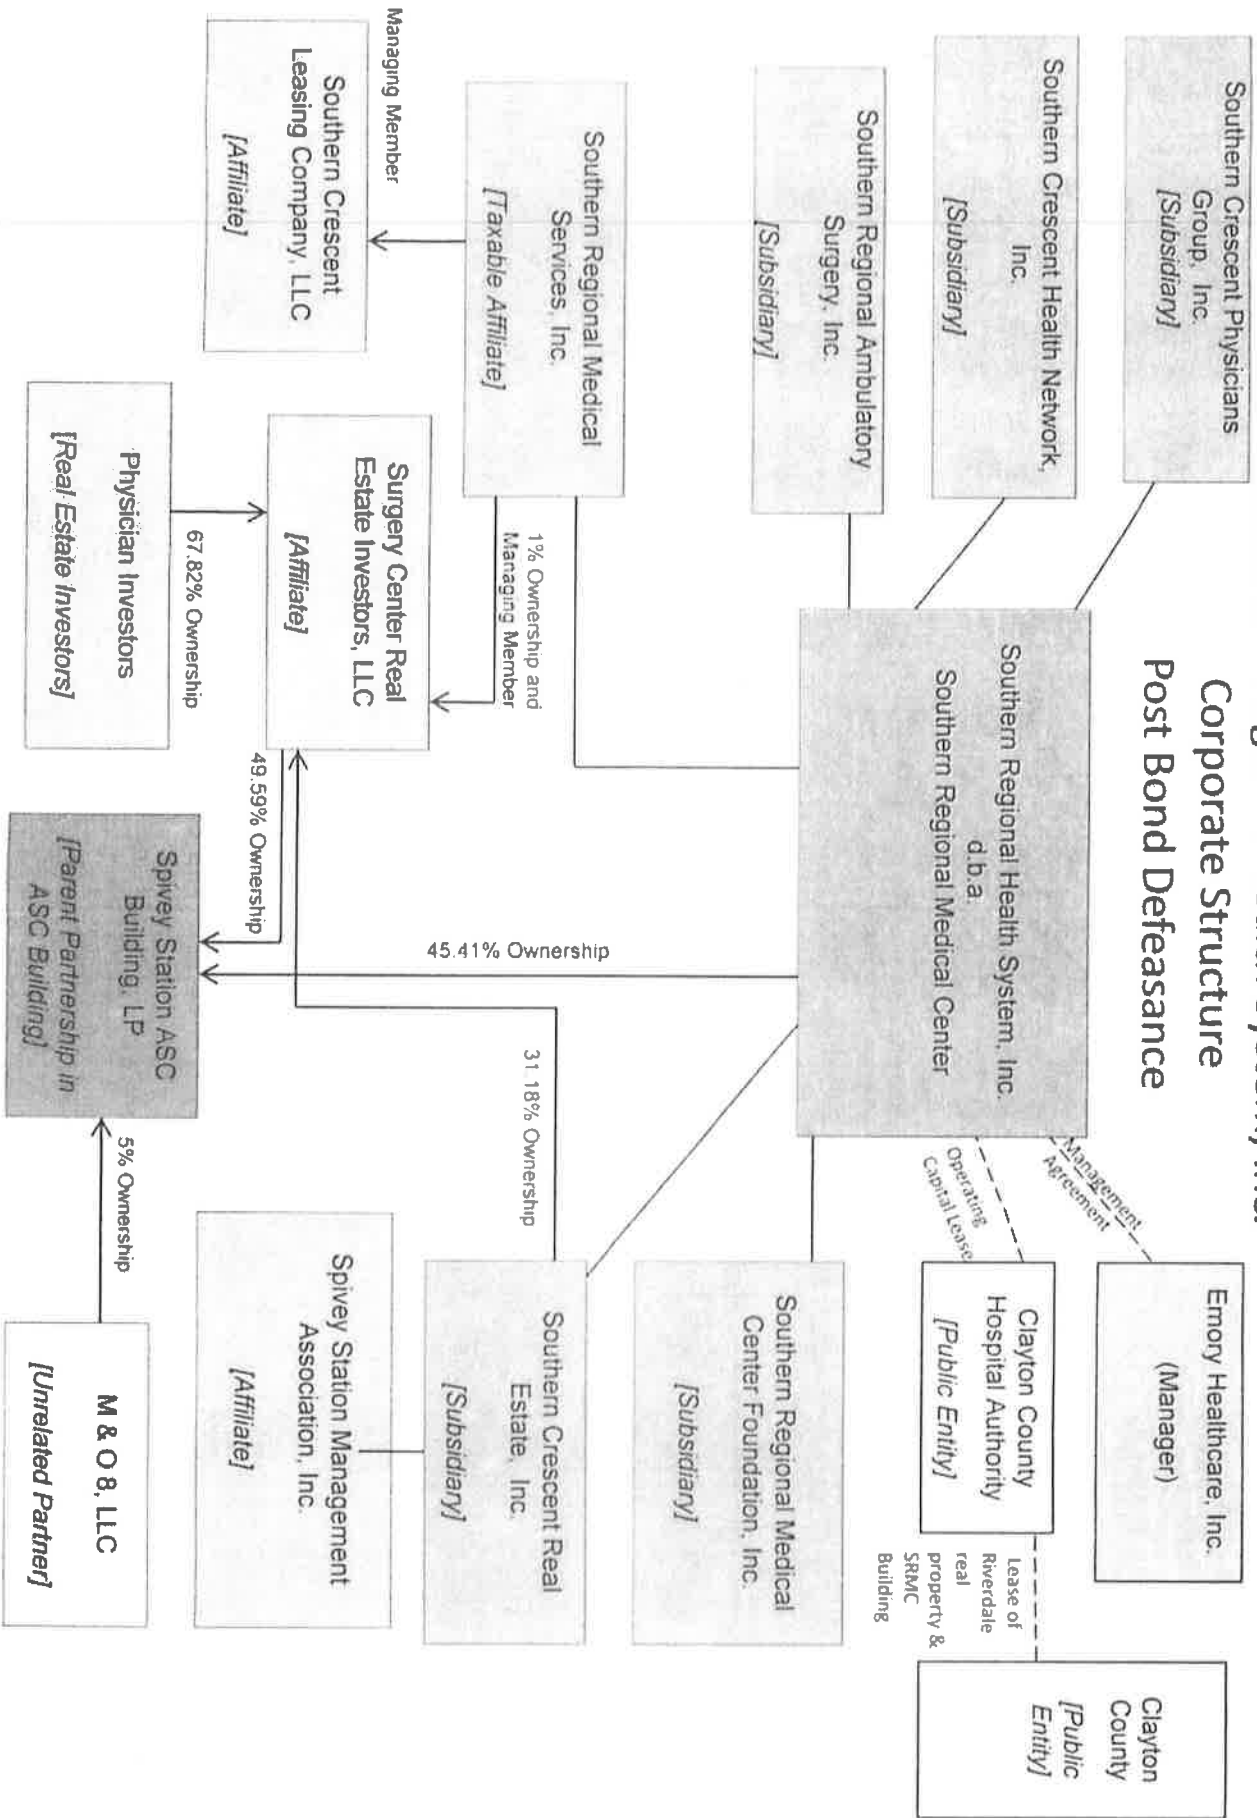 Corporate Structure
Post Bond Defeasance
Southern Crescent Physicians
Group, Inc.
[Subsidiary]
Southern Crescent Health Network,
Inc.
[Subsidiary]
Southern Regional Ambulatory
Surgery, Inc.
[Subsidiary]
Southern Regional Medical
Services, Inc.
[Taxable Affiliate]
Managing Member
Southern Crescent
Leasing Company, LLC
[Affiliate]
Southern Regional Health System, Inc.
d.b.a.
Southern Regional Medical Center
Management
Agreement
Operating
Capital Lease
Emory Healthcare, Inc.
(Manager)
Clayton County
Hospital Authority
[Public Entity]
Lease of
Riverdale
real
property &
SRMC
Building
Clayton
County
[Public
Entity]
Southern Regional Medical
Center Foundation, Inc.
[Subsidiary]
Southern Crescent Real
Estate, Inc.
[Subsidiary]
Spivey Station Management
Association, Inc.
[Affiliate]
1% Ownership and
Managing Member
31.18% Ownership
45.41% Ownership
Surgery Center Real
Estate Investors, LLC
[Affiliate]
49.59% Ownership
67.82% Ownership
Physician Investors
[Real Estate Investors]
Spivey Station ASC
Building, LP
[Parent Partnership in
ASC Building]
5% Ownership
M & O 8, LLC
[Unrelated Partner]